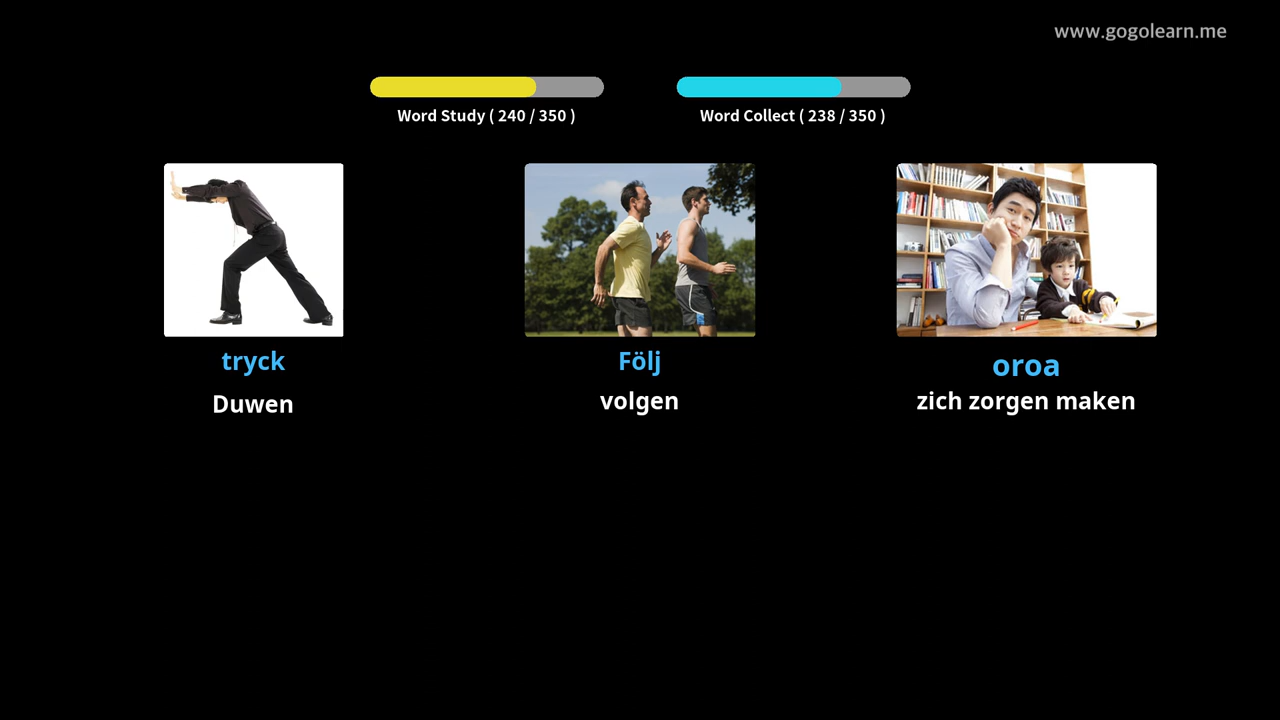 www.gogolearn.me
Word Study ( 240 / 350 )
Word Collect ( 238 / 350 )
tryck
Duwen
Följ
volgen
oroa
zich zorgen maken